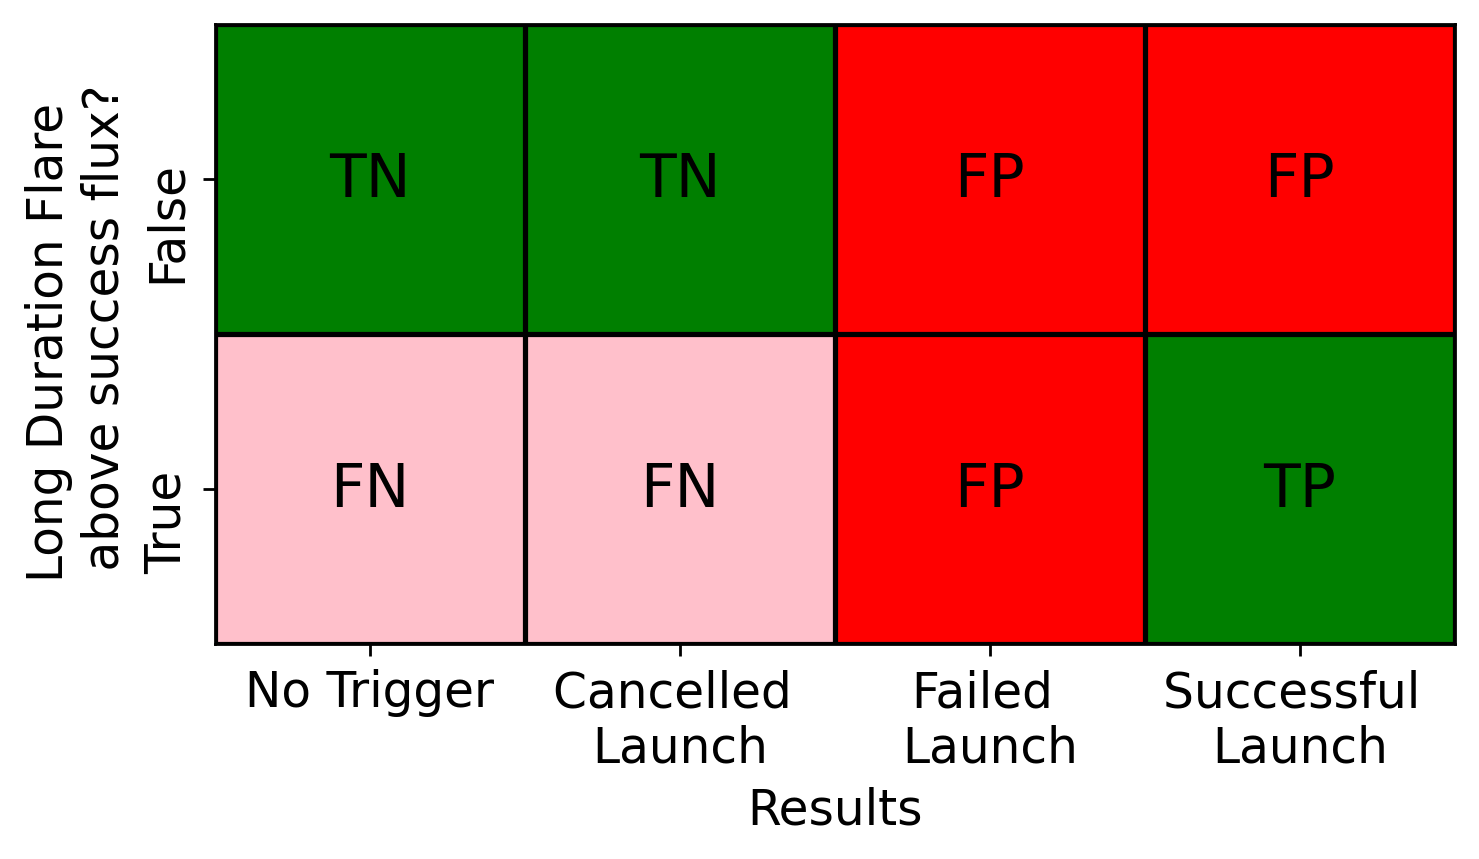 Long Duration Flare
above success flux?
False
True
TN
TN
FP
FP
FN
FN
FP
TP
No Trigger
Cancelled
Launch
Failed
Launch
Successful
Launch
Results